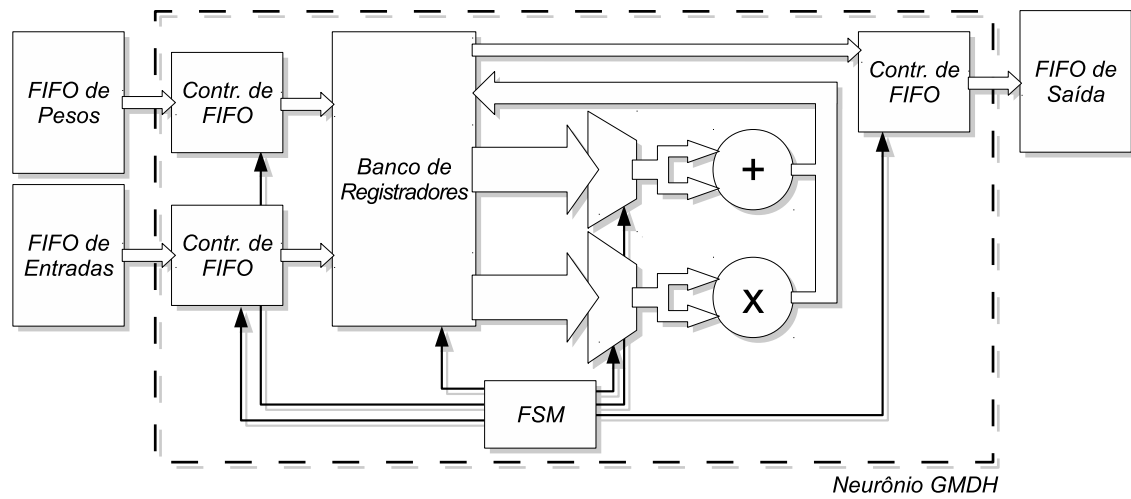 FIFO de
Pesos
Contr. de
FIFO
Banco de
Registradores
+
Contr. de
FIFO
FIFO de
Saída
FIFO de
Entradas
Contr. de
FIFO
x
FSM
Neurônio GMDH